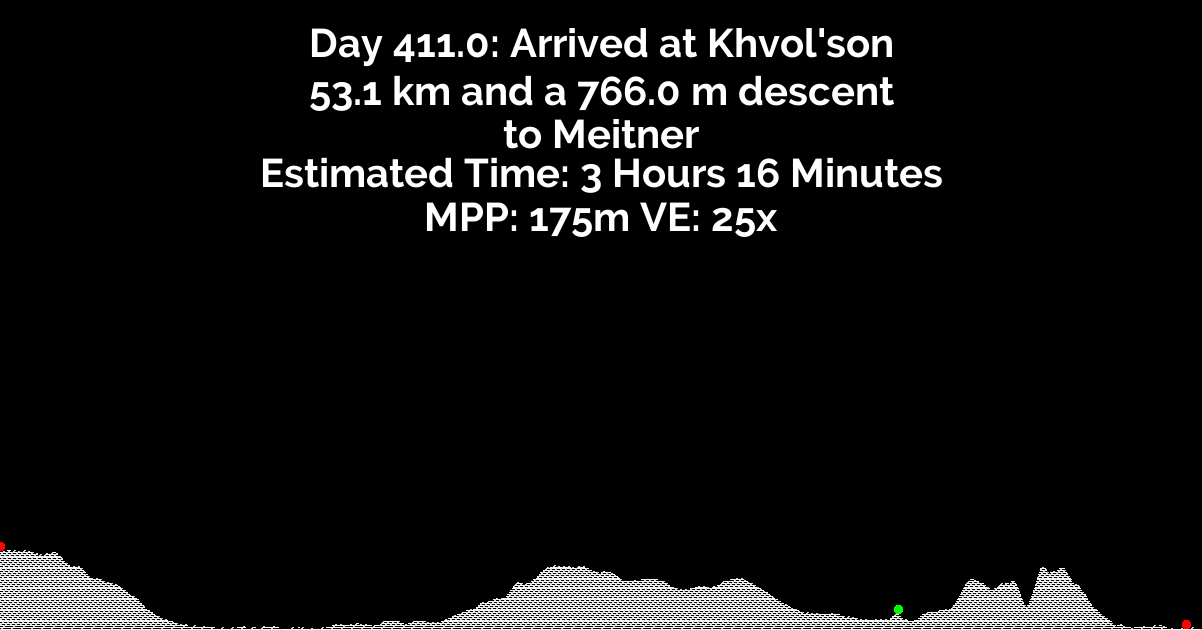 Day 411.0: Arrived at Khvol'son
53.1 km and a 766.0 m descent
to Meitner
Estimated Time: 3 Hours 16 Minutes
MPP: 175m VE: 25x